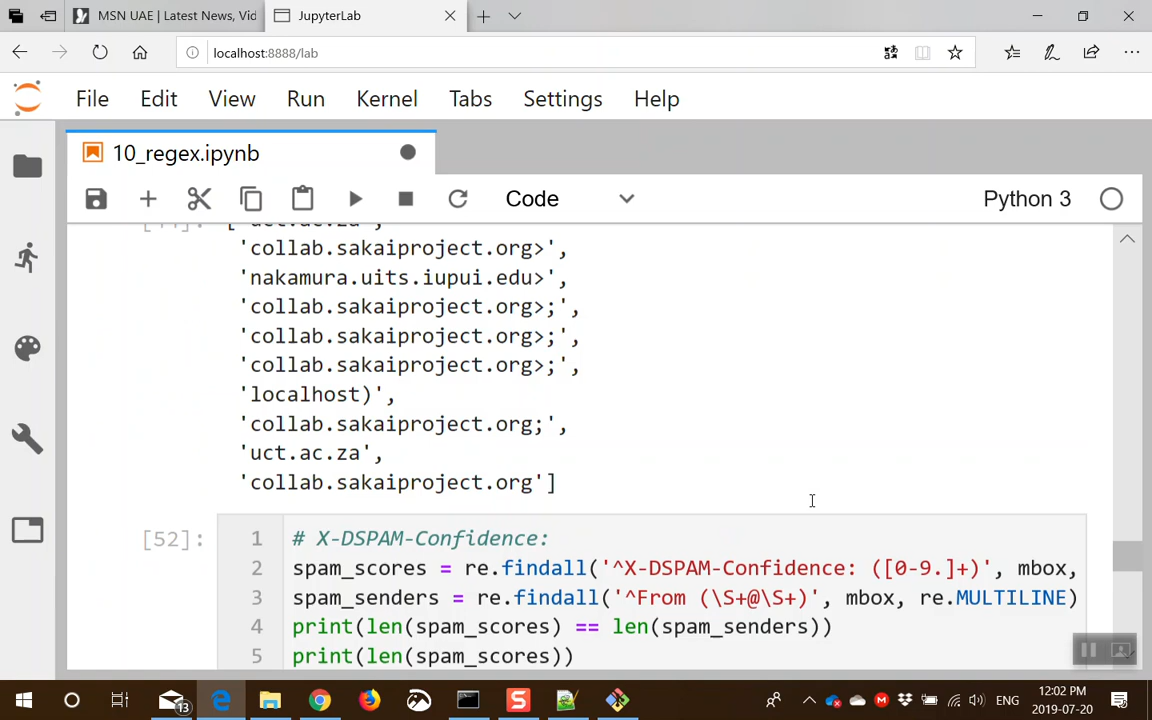 MSN UAE | Latest News, Vid
JupyterLab
localhost:8888/lab
File Edit View Run Kernel Tabs Settings Help
10_regex.ipynb
Code
Python 3
'collab.sakaiproject.org>',
'nakamura.uits.iupui.edu>',
'collab.sakaiproject.org>;',
'collab.sakaiproject.org>;',
'collab.sakaiproject.org>;',
'localhost)',
'collab.sakaiproject.org;',
'uct.ac.za',
'collab.sakaiproject.org']
[52]:
1 # X-DSPAM-Confidence:
2 spam_scores = re.findall('^X-DSPAM-Confidence: ([0-9.]+)', mbox,
3 spam_senders = re.findall('^From (\S+@\S+)', mbox, re.MULTILINE)
4 print(len(spam_scores) == len(spam_senders))
5 print(len(spam_scores))
13
ENG
12:02 PM
2019-07-20